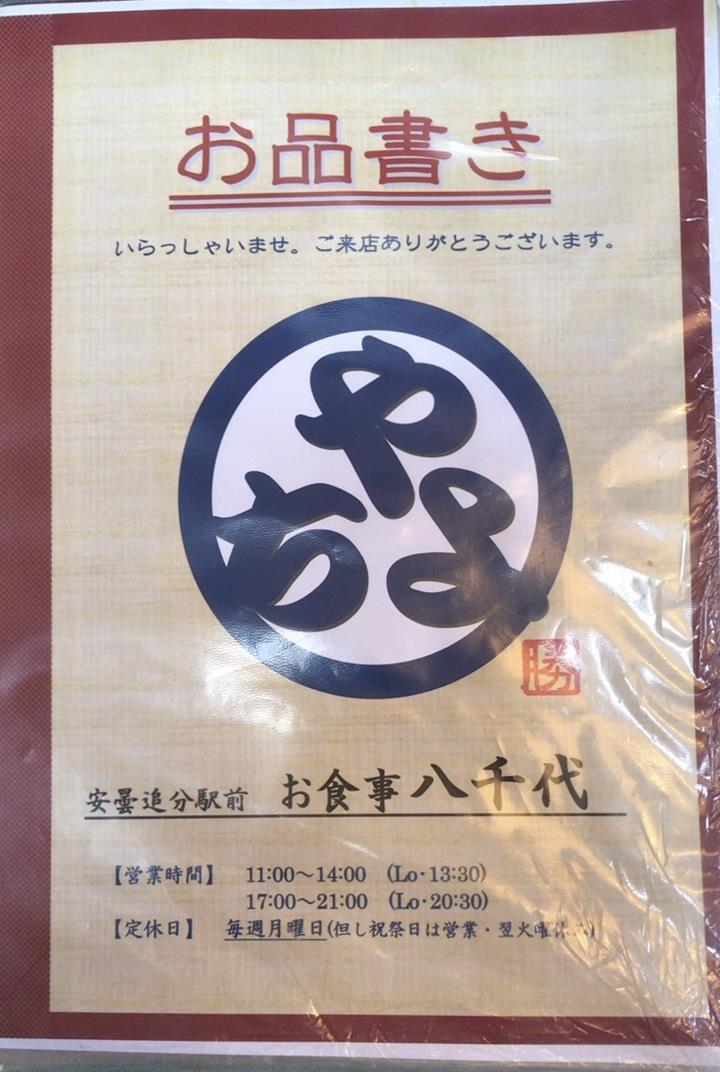 お品書き
いらっしゃいませ。ご来店ありがとうございます。
やちよ
勝
安曇追分駅前 お食事 八千代
【営業時間】 11:00～14:00 (Lo・13:30)
17:00～21:00 (Lo・20:30)
【定休日】 毎週月曜日(但し祝祭日は営業・翌火曜休